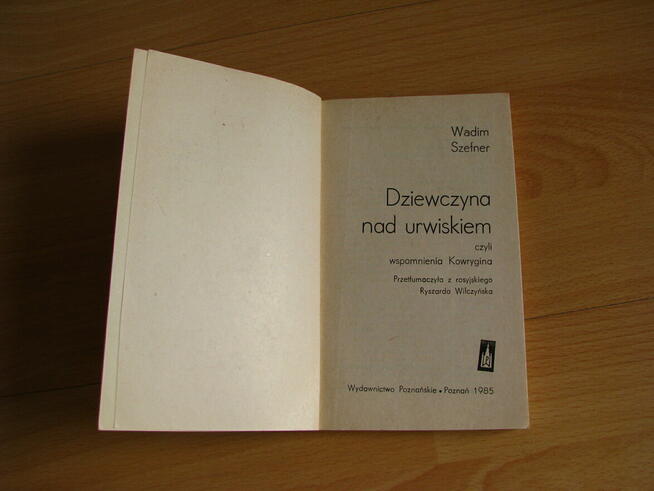 Wadim
Szefner
Dziewczyna
nad urwiskiem
czyli
wspomnienia Kowrygina
Przetłumaczyła z rosyjskiego
Ryszarda Wilczyńska
Wydawnictwo Poznańskie • Poznań 1985